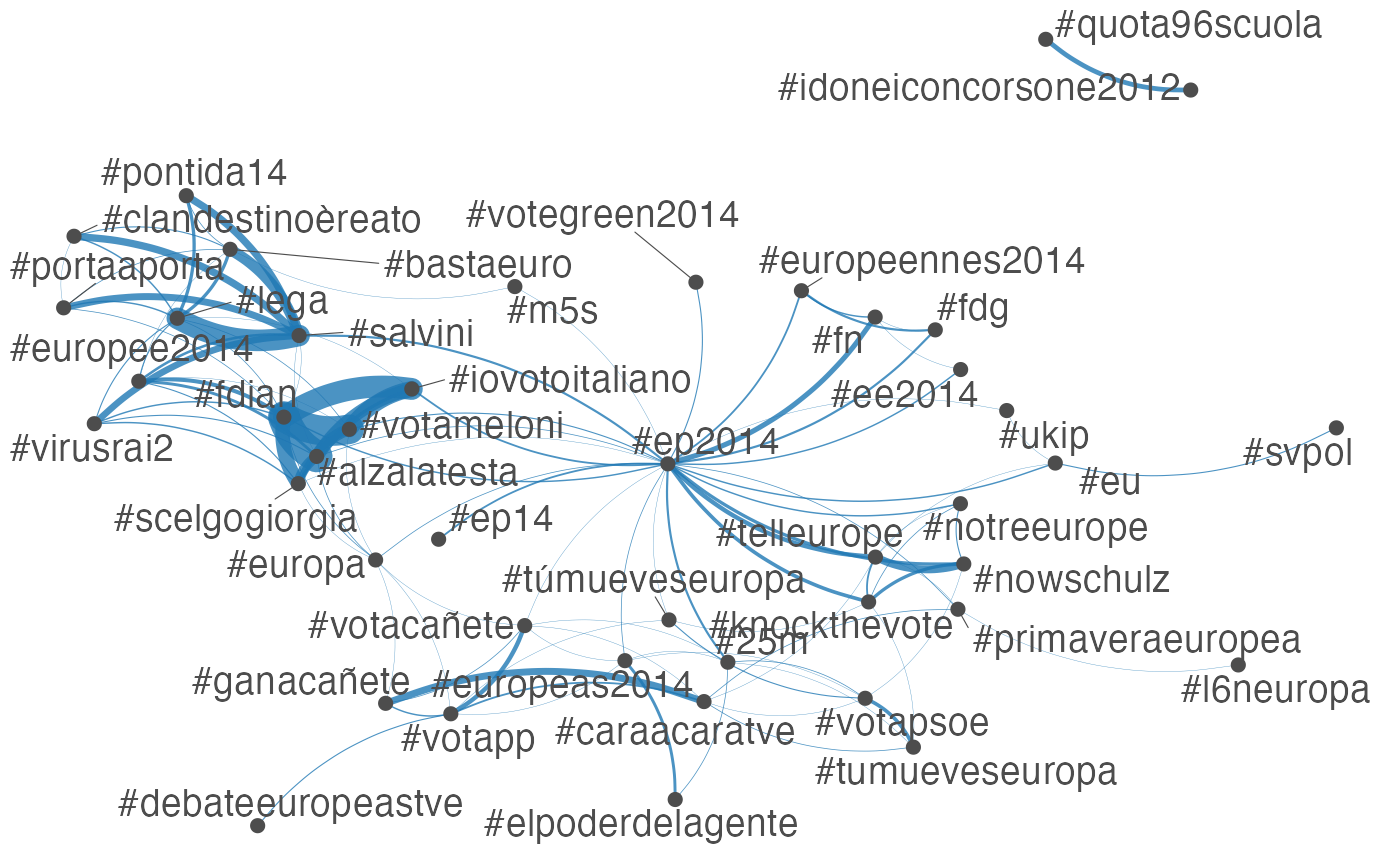 #quota96scuola
#idoneiconcorsone2012
#pontida14
#clandestinoèreato
#votegreen2014
#portaaporta
#bastaeuro
#europeennes2014
#lega
#m5s
#fdg
#salvini
#fn
#europee2014
#iovotoitaliano
#fdian
#ee2014
#votameloni
#ep2014
#ukip
#virusrai2
#svpol
#alzalatesta
#eu
#scelgogiorgia
#ep14
#telleurope
#notreeurope
#europa
#túmueveseuropa
#nowschulz
#votacañete
#knockthevote
#25m
#primaveraeuropea
#ganacañete
#europeas2014
#l6neuropa
#votapp
#caraacaratve
#votapsoe
#tumueveseuropa
#debateeuropeastve
#elpoderdelagente